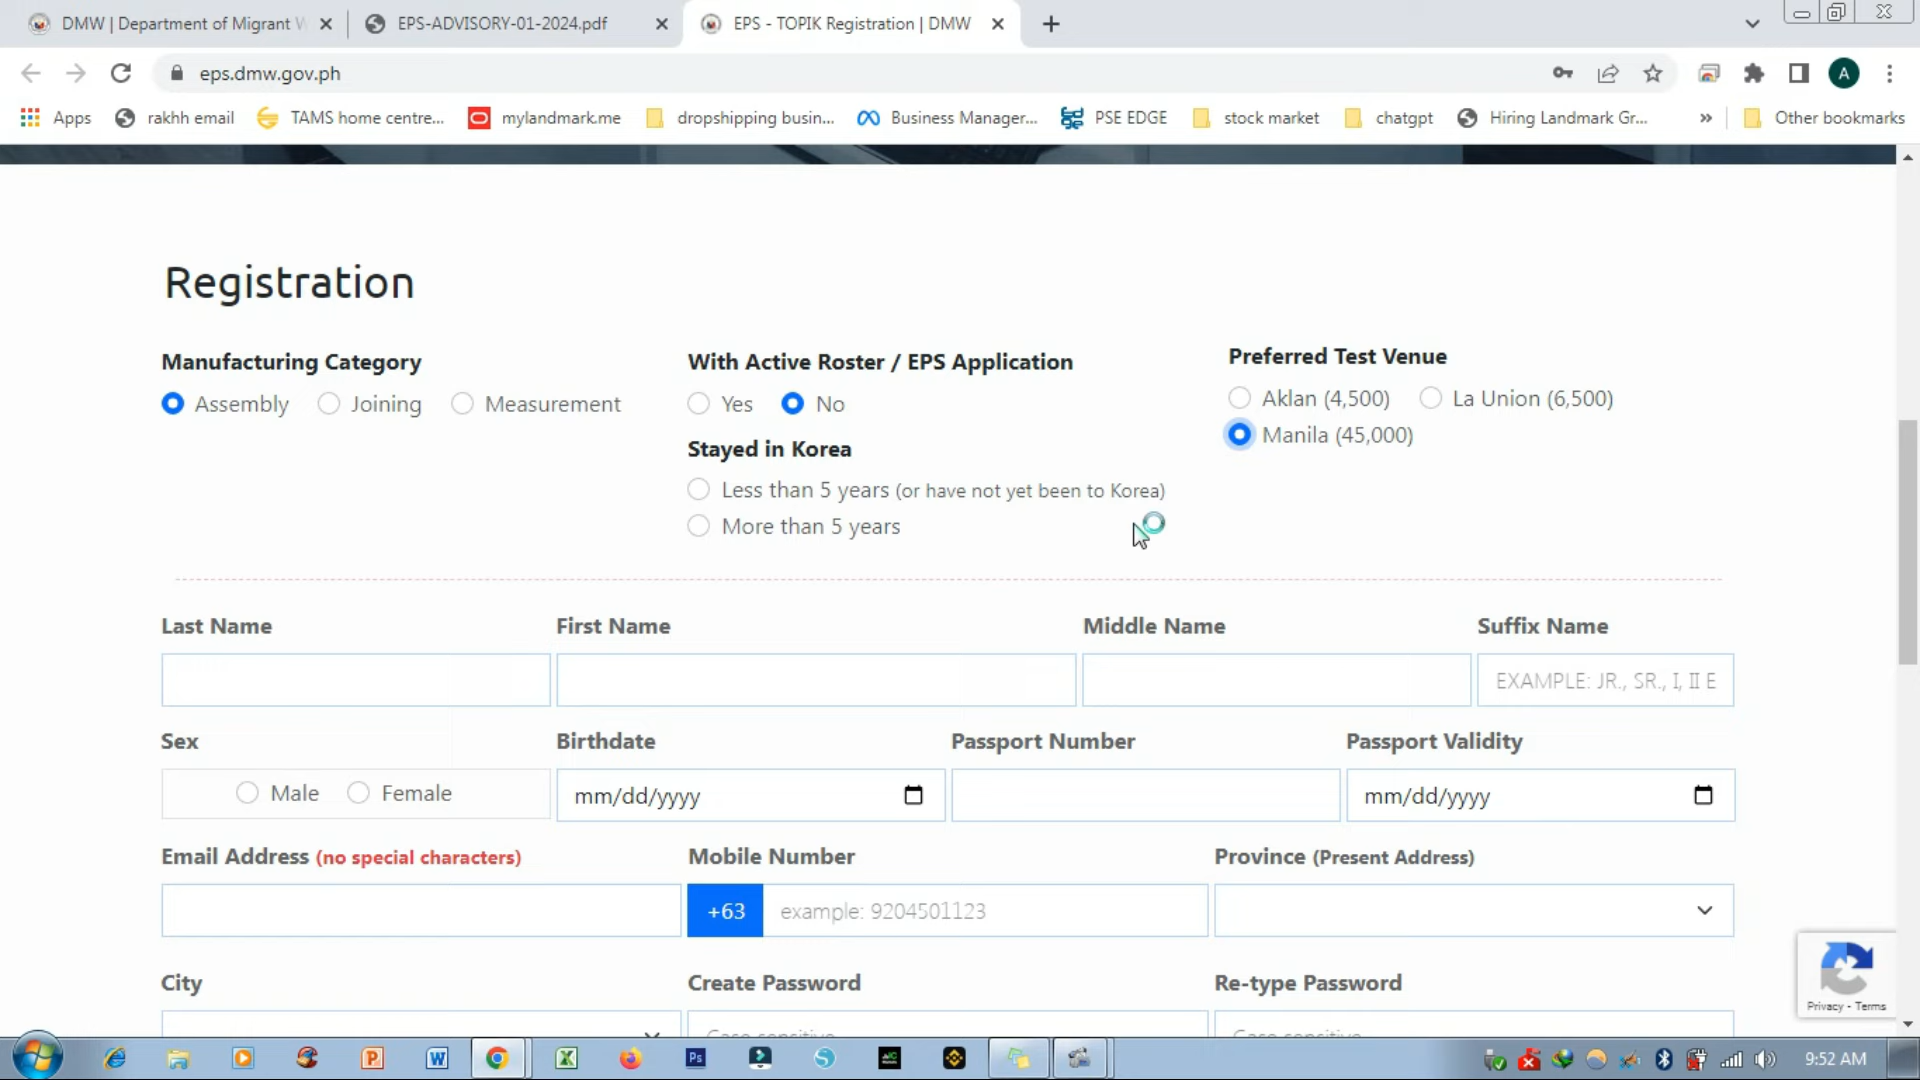 DMW | Department of Migrant W
EPS-ADVISORY-01-2024.pdf
EPS - TOPIK Registration | DMW
eps.dmw.gov.ph
A
Apps
rakhh email
TAMS home centre...
mylandmark.me
dropshipping busin...
Business Manager...
PSE EDGE
stock market
chatgpt
Hiring Landmark Gr...
»
Other bookmarks
Registration
Manufacturing Category
Assembly Joining Measurement
With Active Roster / EPS Application
Yes No
Stayed in Korea
Less than 5 years (or have not yet been to Korea)
More than 5 years
Preferred Test Venue
Aklan (4,500) La Union (6,500)
Manila (45,000)
Last Name First Name Middle Name Suffix Name
EXAMPLE: JR., SR., I, II E
Sex Birthdate Passport Number Passport Validity
Male Female mm/dd/yyyy mm/dd/yyyy
Email Address (no special characters) Mobile Number Province (Present Address)
+63 example: 9204501123
City Create Password Re-type Password
Case sensitive Case sensitive
Privacy - Terms
9:52 AM